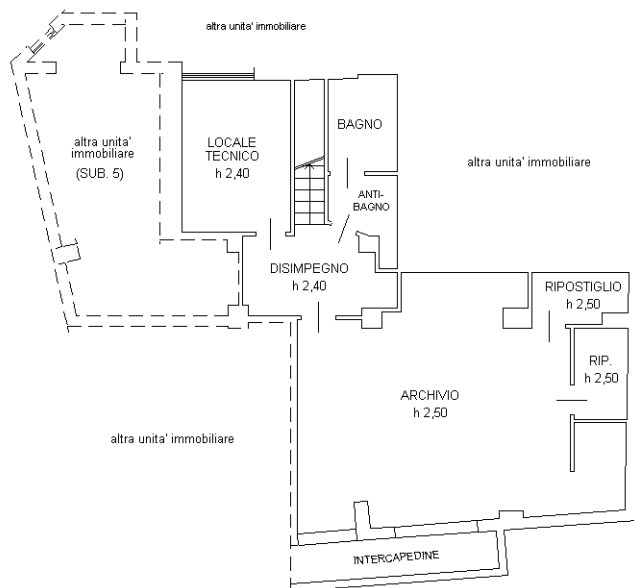 altra unita' immobiliare
BAGNO
LOCALE
TECNICO
h 2,40
altra unita'
immobiliare
(SUB. 5)
altra unita' immobiliare
ANTI-
BAGNO
DISIMPEGNO
h 2,40
RIPOSTIGLIO
h 2,50
RIP.
h 2,50
ARCHIVIO
h 2,50
altra unita' immobiliare
INTERCAPEDINE